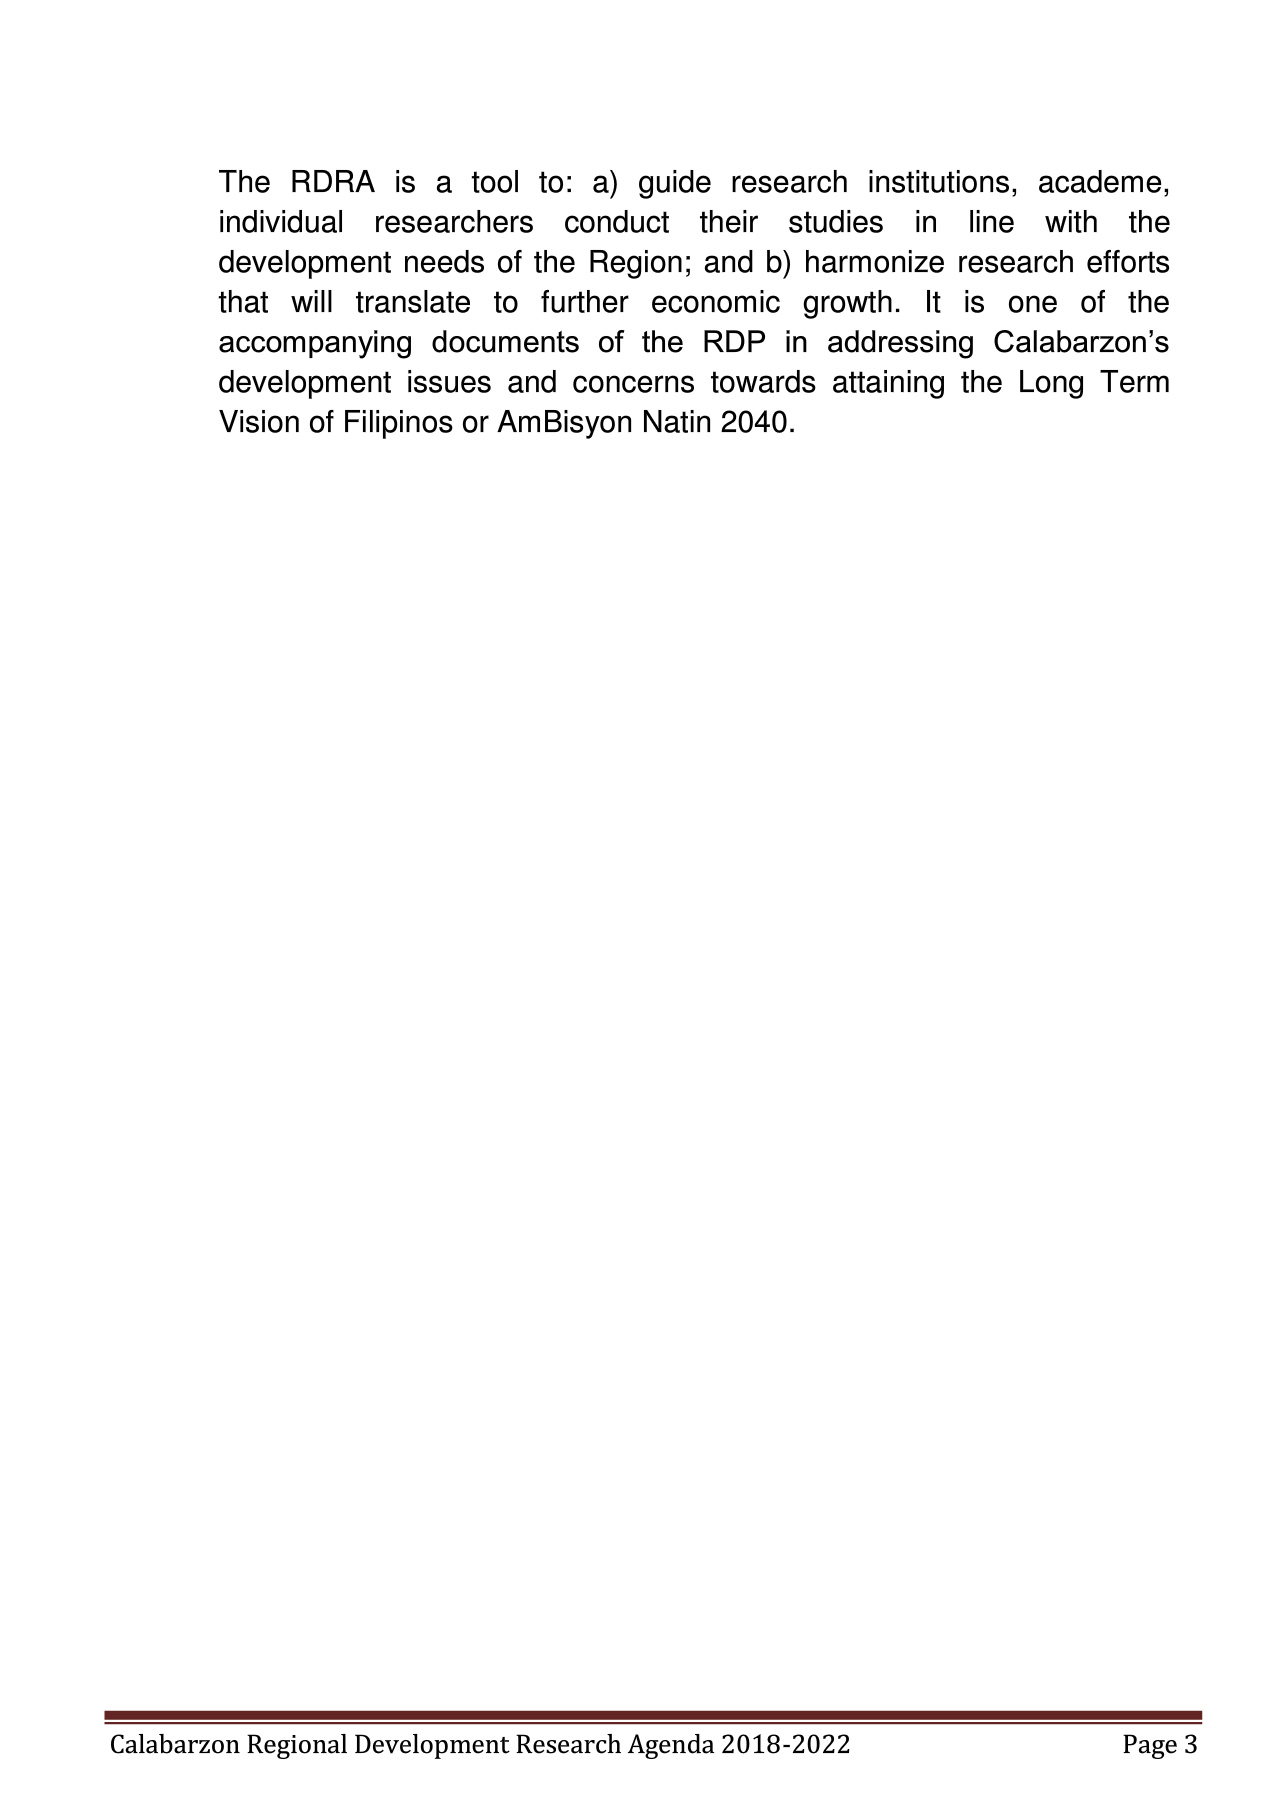 The RDRA is a tool to: a) guide research institutions, academe,
individual researchers conduct their studies in line with the
development needs of the Region; and b) harmonize research efforts
that will translate to further economic growth. It is one of the
accompanying documents of the RDP in addressing Calabarzon’s
development issues and concerns towards attaining the Long Term
Vision of Filipinos or AmBisyon Natin 2040.
Calabarzon Regional Development Research Agenda 2018-2022 Page 3